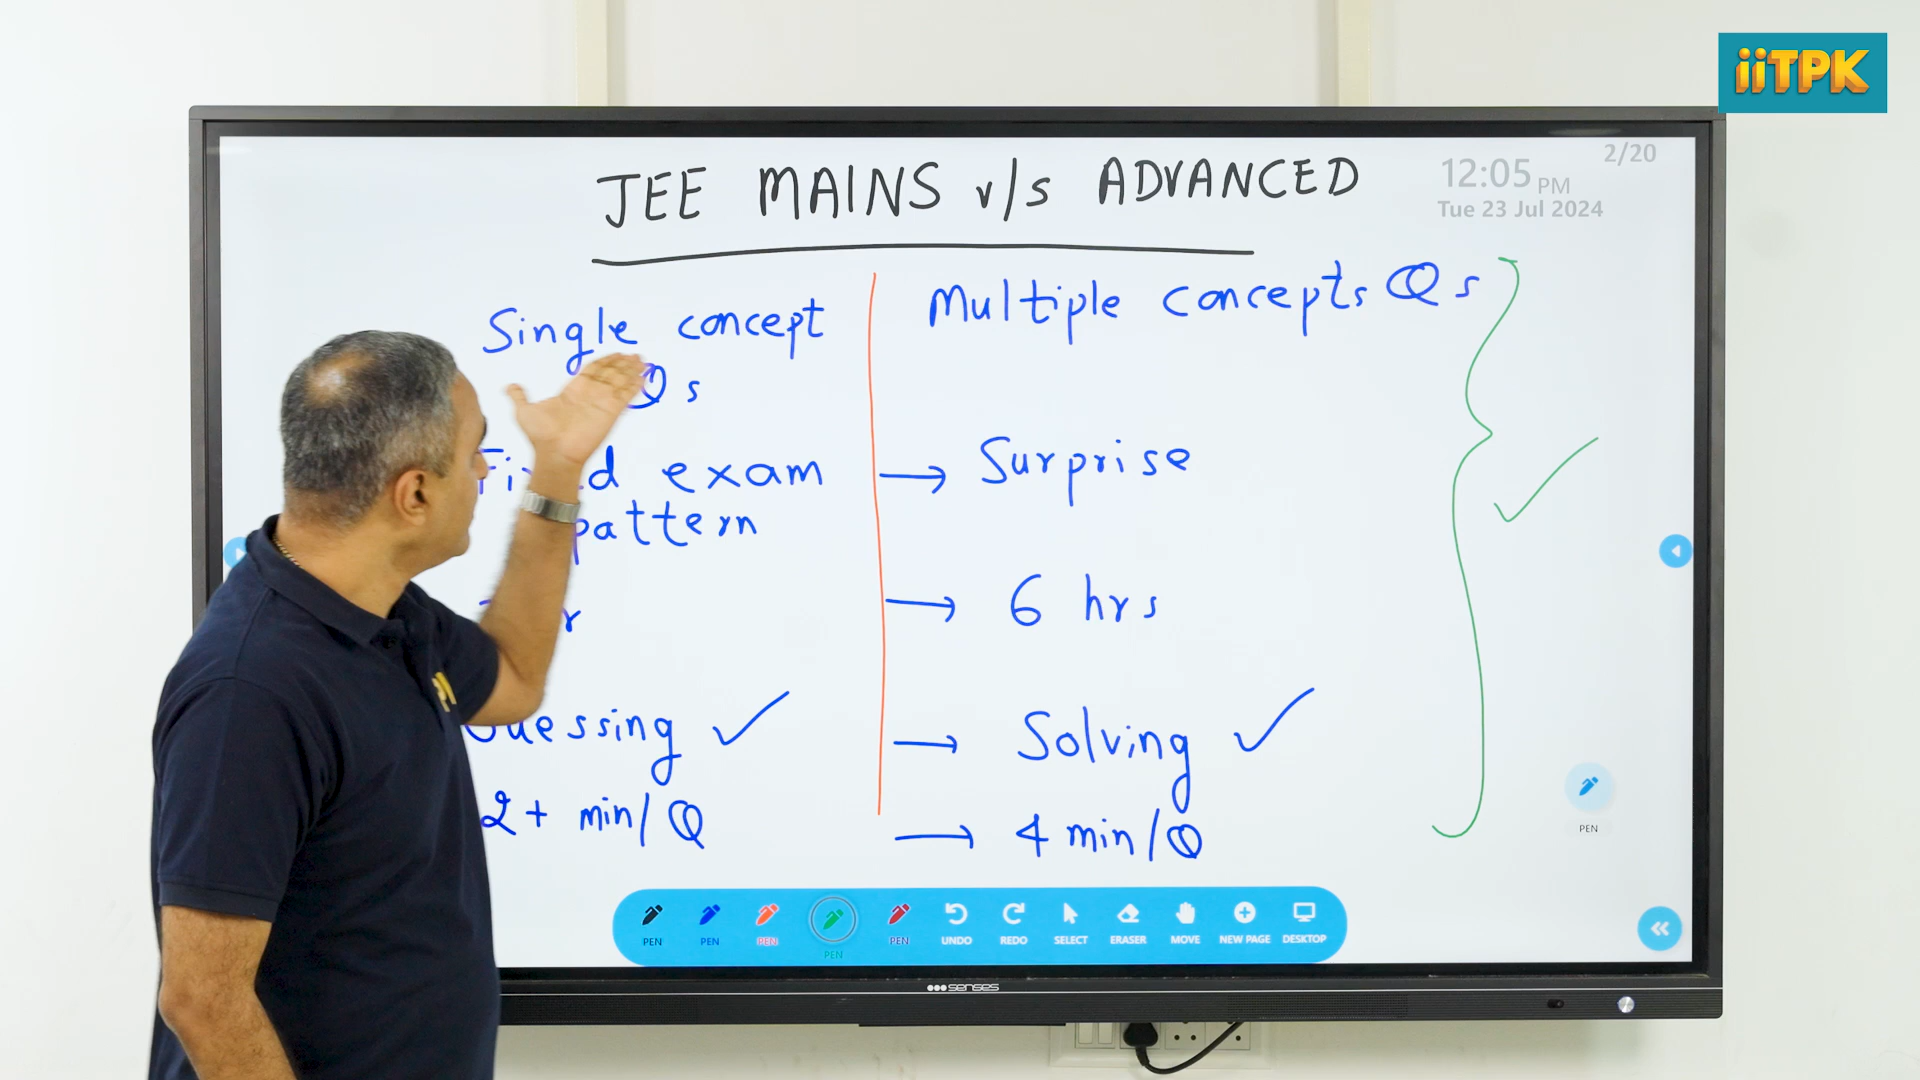 iiTPK
2/20
12:05 PM
Tue 23 Jul 2024
JEE MAINS v/s ADVANCED
Single concept
Qs
Multiple concepts Qs
exam
pattern
Surprise
6 hrs
Guessing ✓
Solving ✓
2+ min/Q
4 min/Q
PEN
PEN
PEN
PEN
PEN
PEN
UNDO
REDO
SELECT
ERASER
MOVE
NEW PAGE
DESKTOP
senses